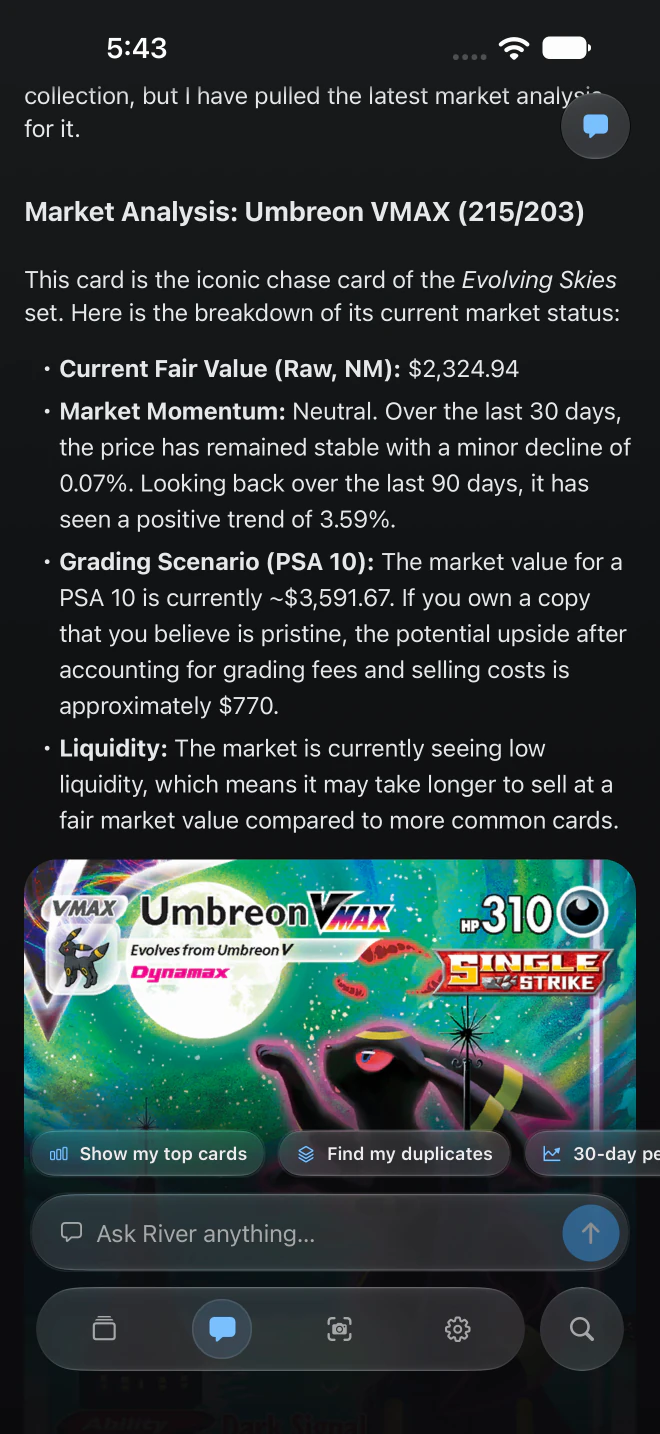 5:43
collection, but I have pulled the latest market analysis
for it.
Market Analysis: Umbreon VMAX (215/203)
This card is the iconic chase card of the Evolving Skies
set. Here is the breakdown of its current market status:
• Current Fair Value (Raw, NM): $2,324.94
• Market Momentum: Neutral. Over the last 30 days,
the price has remained stable with a minor decline of
0.07%. Looking back over the last 90 days, it has
seen a positive trend of 3.59%.
• Grading Scenario (PSA 10): The market value for a
PSA 10 is currently ~$3,591.67. If you own a copy
that you believe is pristine, the potential upside after
accounting for grading fees and selling costs is
approximately $770.
• Liquidity: The market is currently seeing low
liquidity, which means it may take longer to sell at a
fair market value compared to more common cards.
VMAX Umbreon VMAX HP 310
Evolves from Umbreon V
Dynamax
SINGLE
STRIKE
Show my top cards Find my duplicates 30-day pe
Ask River anything...
Ability Dark Signal